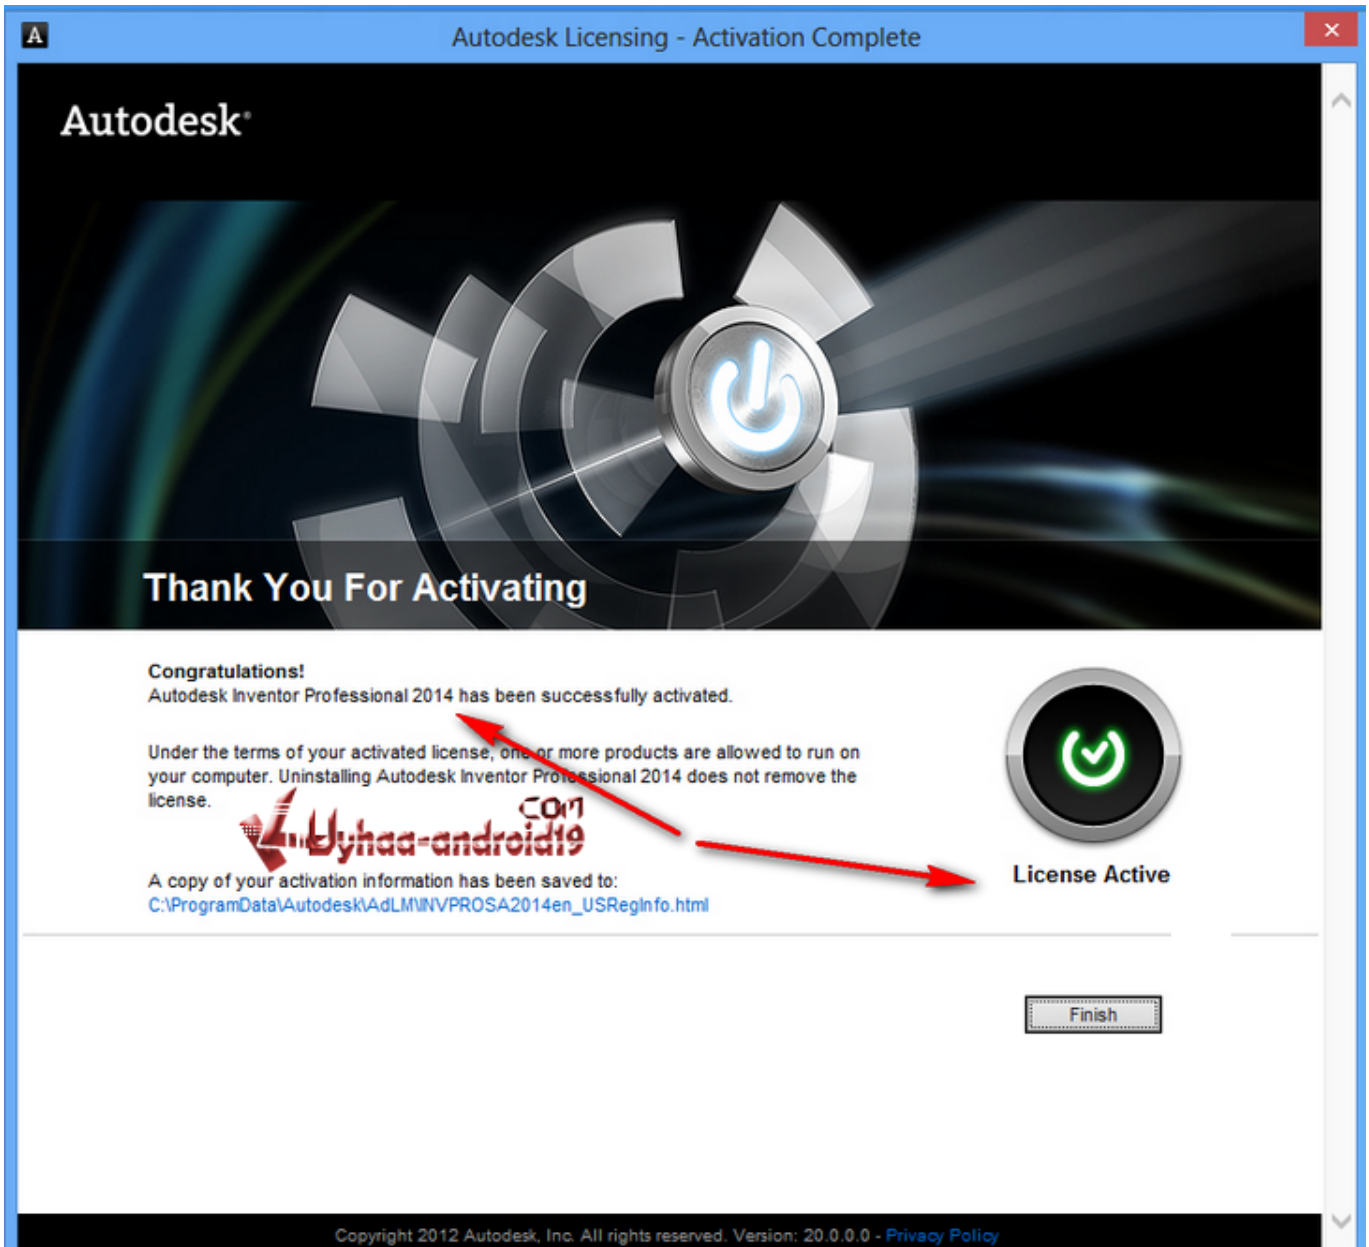 A
Autodesk Licensing - Activation Complete
Autodesk®
Thank You For Activating
Congratulations!
Autodesk Inventor Professional 2014 has been successfully activated.
Under the terms of your activated license, one or more products are allowed to run on
your computer. Uninstalling Autodesk Inventor Professional 2014 does not remove the
license.
COM
Uyhaa-android19
A copy of your activation information has been saved to:
C:\ProgramData\Autodesk\AdLM\INVPROSA2014en_USRegInfo.html
License Active
Finish
Copyright 2012 Autodesk, Inc. All rights reserved. Version: 20.0.0.0 - Privacy Policy